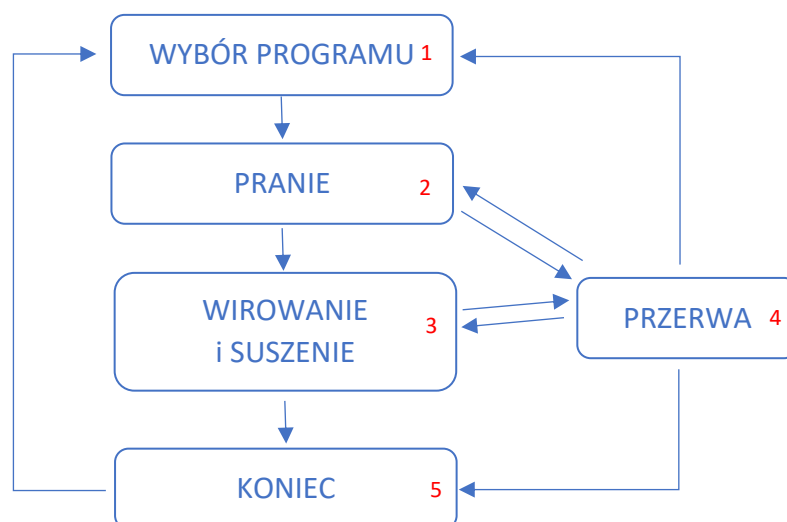 WYBÓR PROGRAMU 1
PRANIE 2
WIROWANIE
i SUSZENIE 3
PRZERWA 4
KONIEC 5